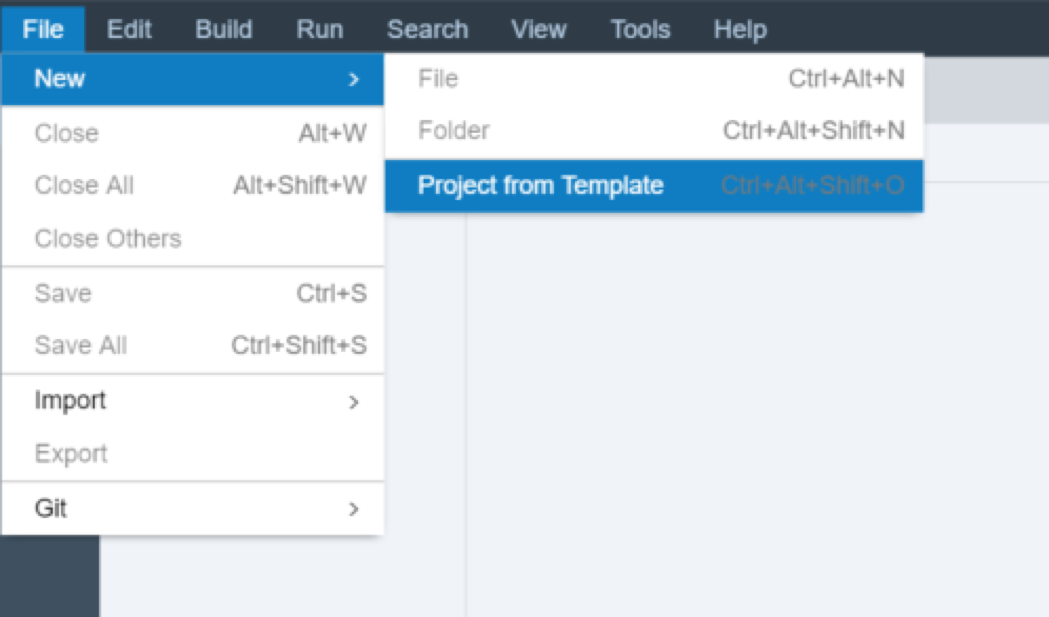 File Edit Build Run Search View Tools Help
New >
File Ctrl+Alt+N
Close Alt+W
Folder Ctrl+Alt+Shift+N
Close All Alt+Shift+W
Project from Template Ctrl+Alt+Shift+O
Close Others
Save Ctrl+S
Save All Ctrl+Shift+S
Import >
Export
Git >